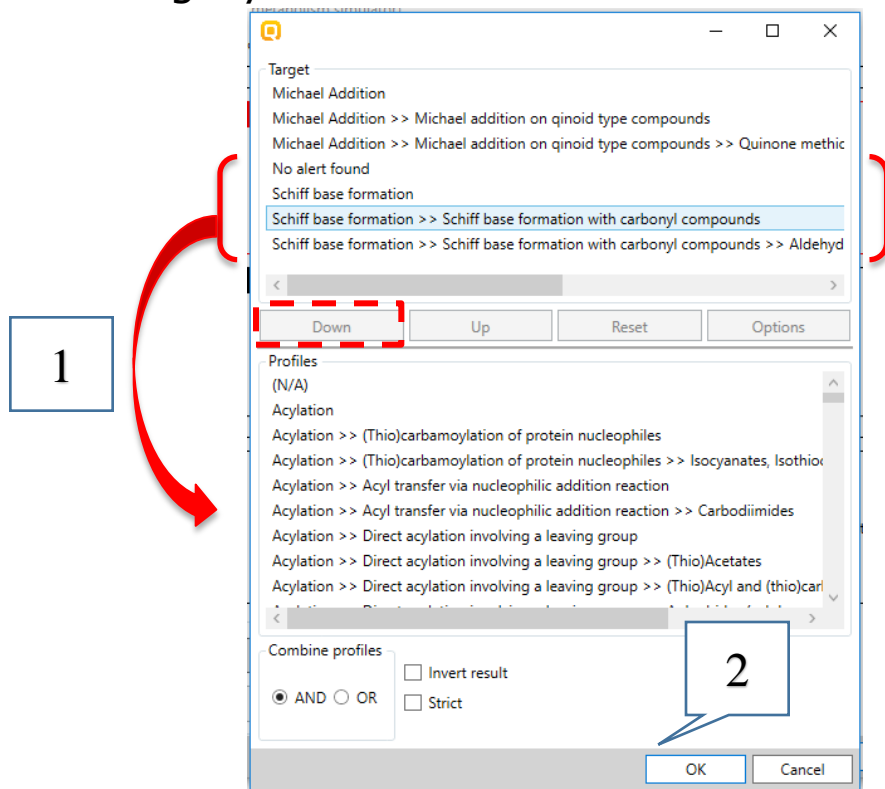 Target
Michael Addition
Michael Addition >> Michael addition on qinoid type compounds
Michael Addition >> Michael addition on qinoid type compounds >> Quinone methic
No alert found
Schiff base formation
Schiff base formation >> Schiff base formation with carbonyl compounds
Schiff base formation >> Schiff base formation with carbonyl compounds >> Aldehyd
Down Up Reset Options
1
Profiles
(N/A)
Acylation
Acylation >> (Thio)carbamoylation of protein nucleophiles
Acylation >> (Thio)carbamoylation of protein nucleophiles >> Isocyanates, Isothioc
Acylation >> Acyl transfer via nucleophilic addition reaction
Acylation >> Acyl transfer via nucleophilic addition reaction >> Carbodiimides
Acylation >> Direct acylation involving a leaving group
Acylation >> Direct acylation involving a leaving group >> (Thio)Acetates
Acylation >> Direct acylation involving a leaving group >> (Thio)Acyl and (thio)carl
Combine profiles
Invert result
AND OR
Strict
2
OK Cancel